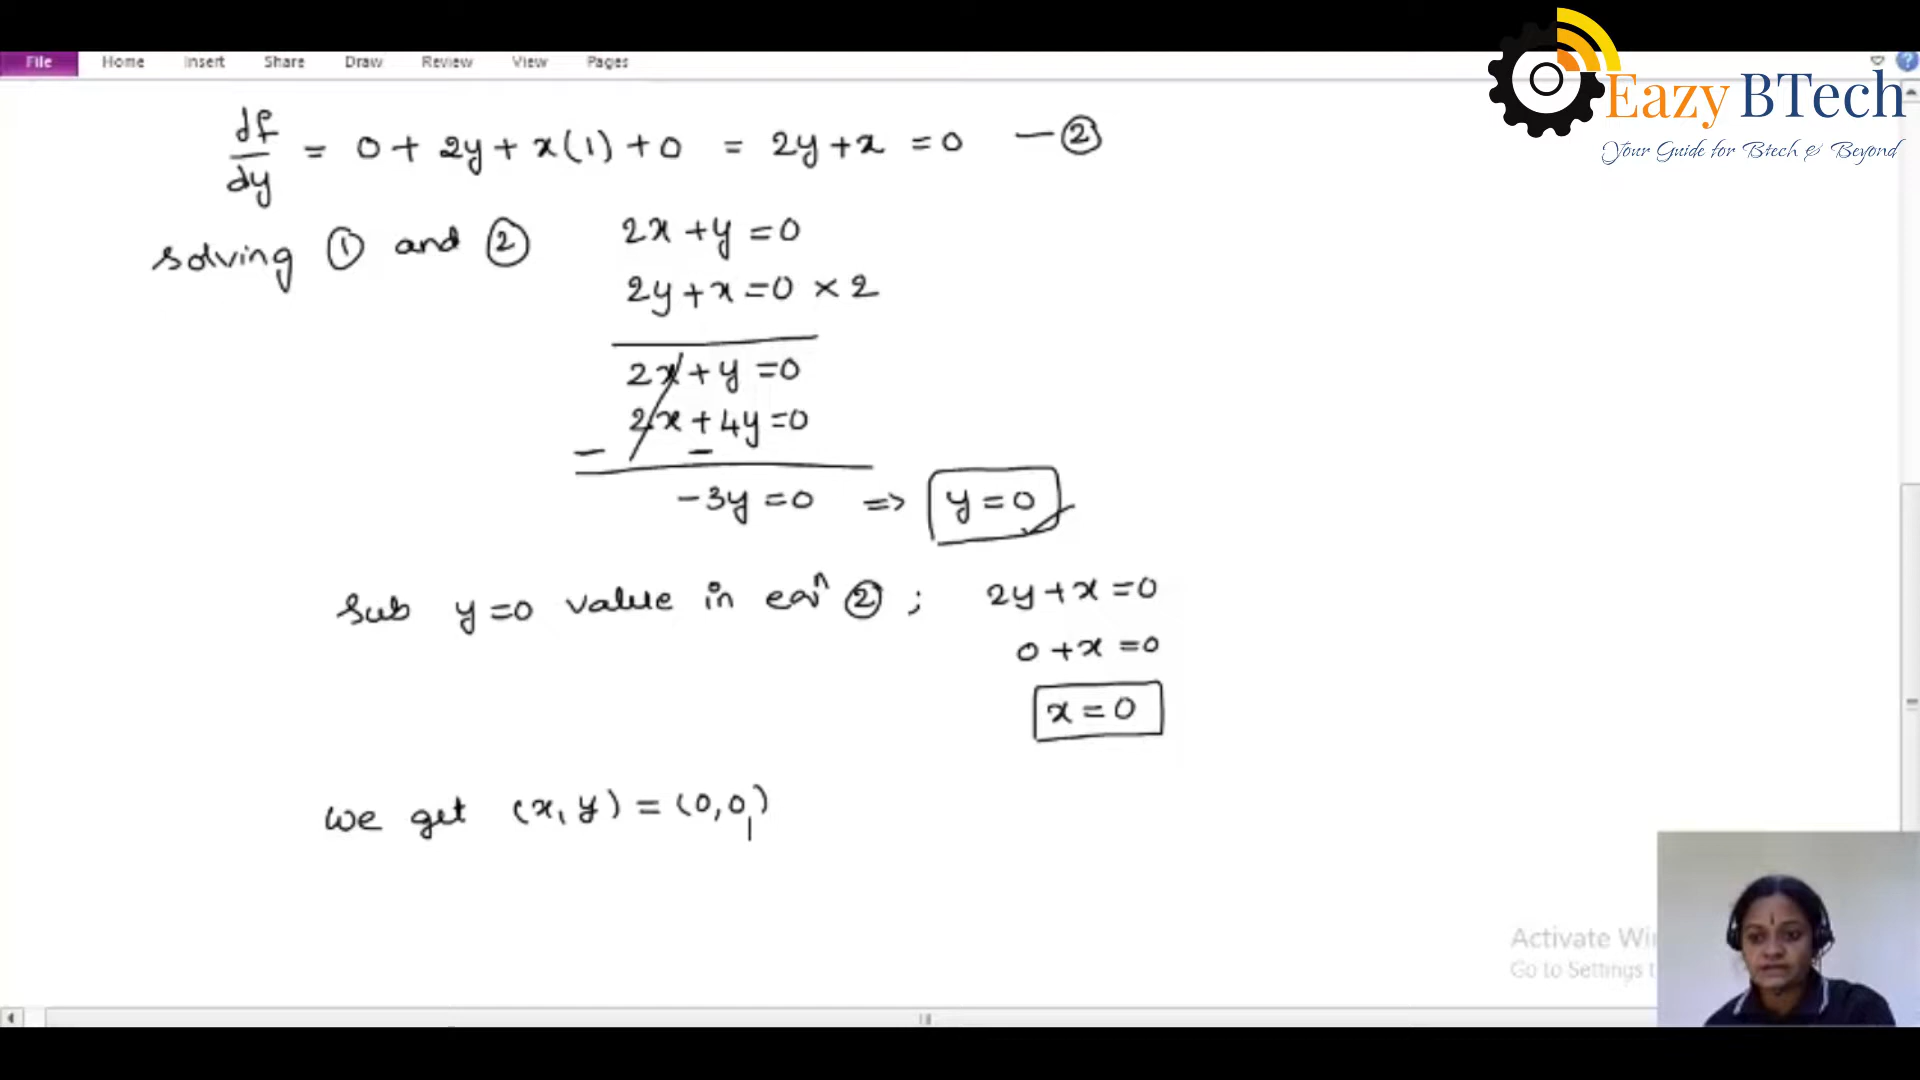 File Home Insert Share Draw Review View Pages
Eazy BTech
Your Guide for Btech & Beyond
df/dy = 0 + 2y + x(1) + 0 = 2y + x = 0 — ②
solving ① and ② 2x + y = 0
2y + x = 0 × 2
2x + y = 0
2x + 4y = 0
− −
−3y = 0 => y = 0
Sub y = 0 value in eqⁿ ② ; 2y + x = 0
0 + x = 0
x = 0
we get (x, y) = (0, 0)
Activate Wi
Go to Settings t